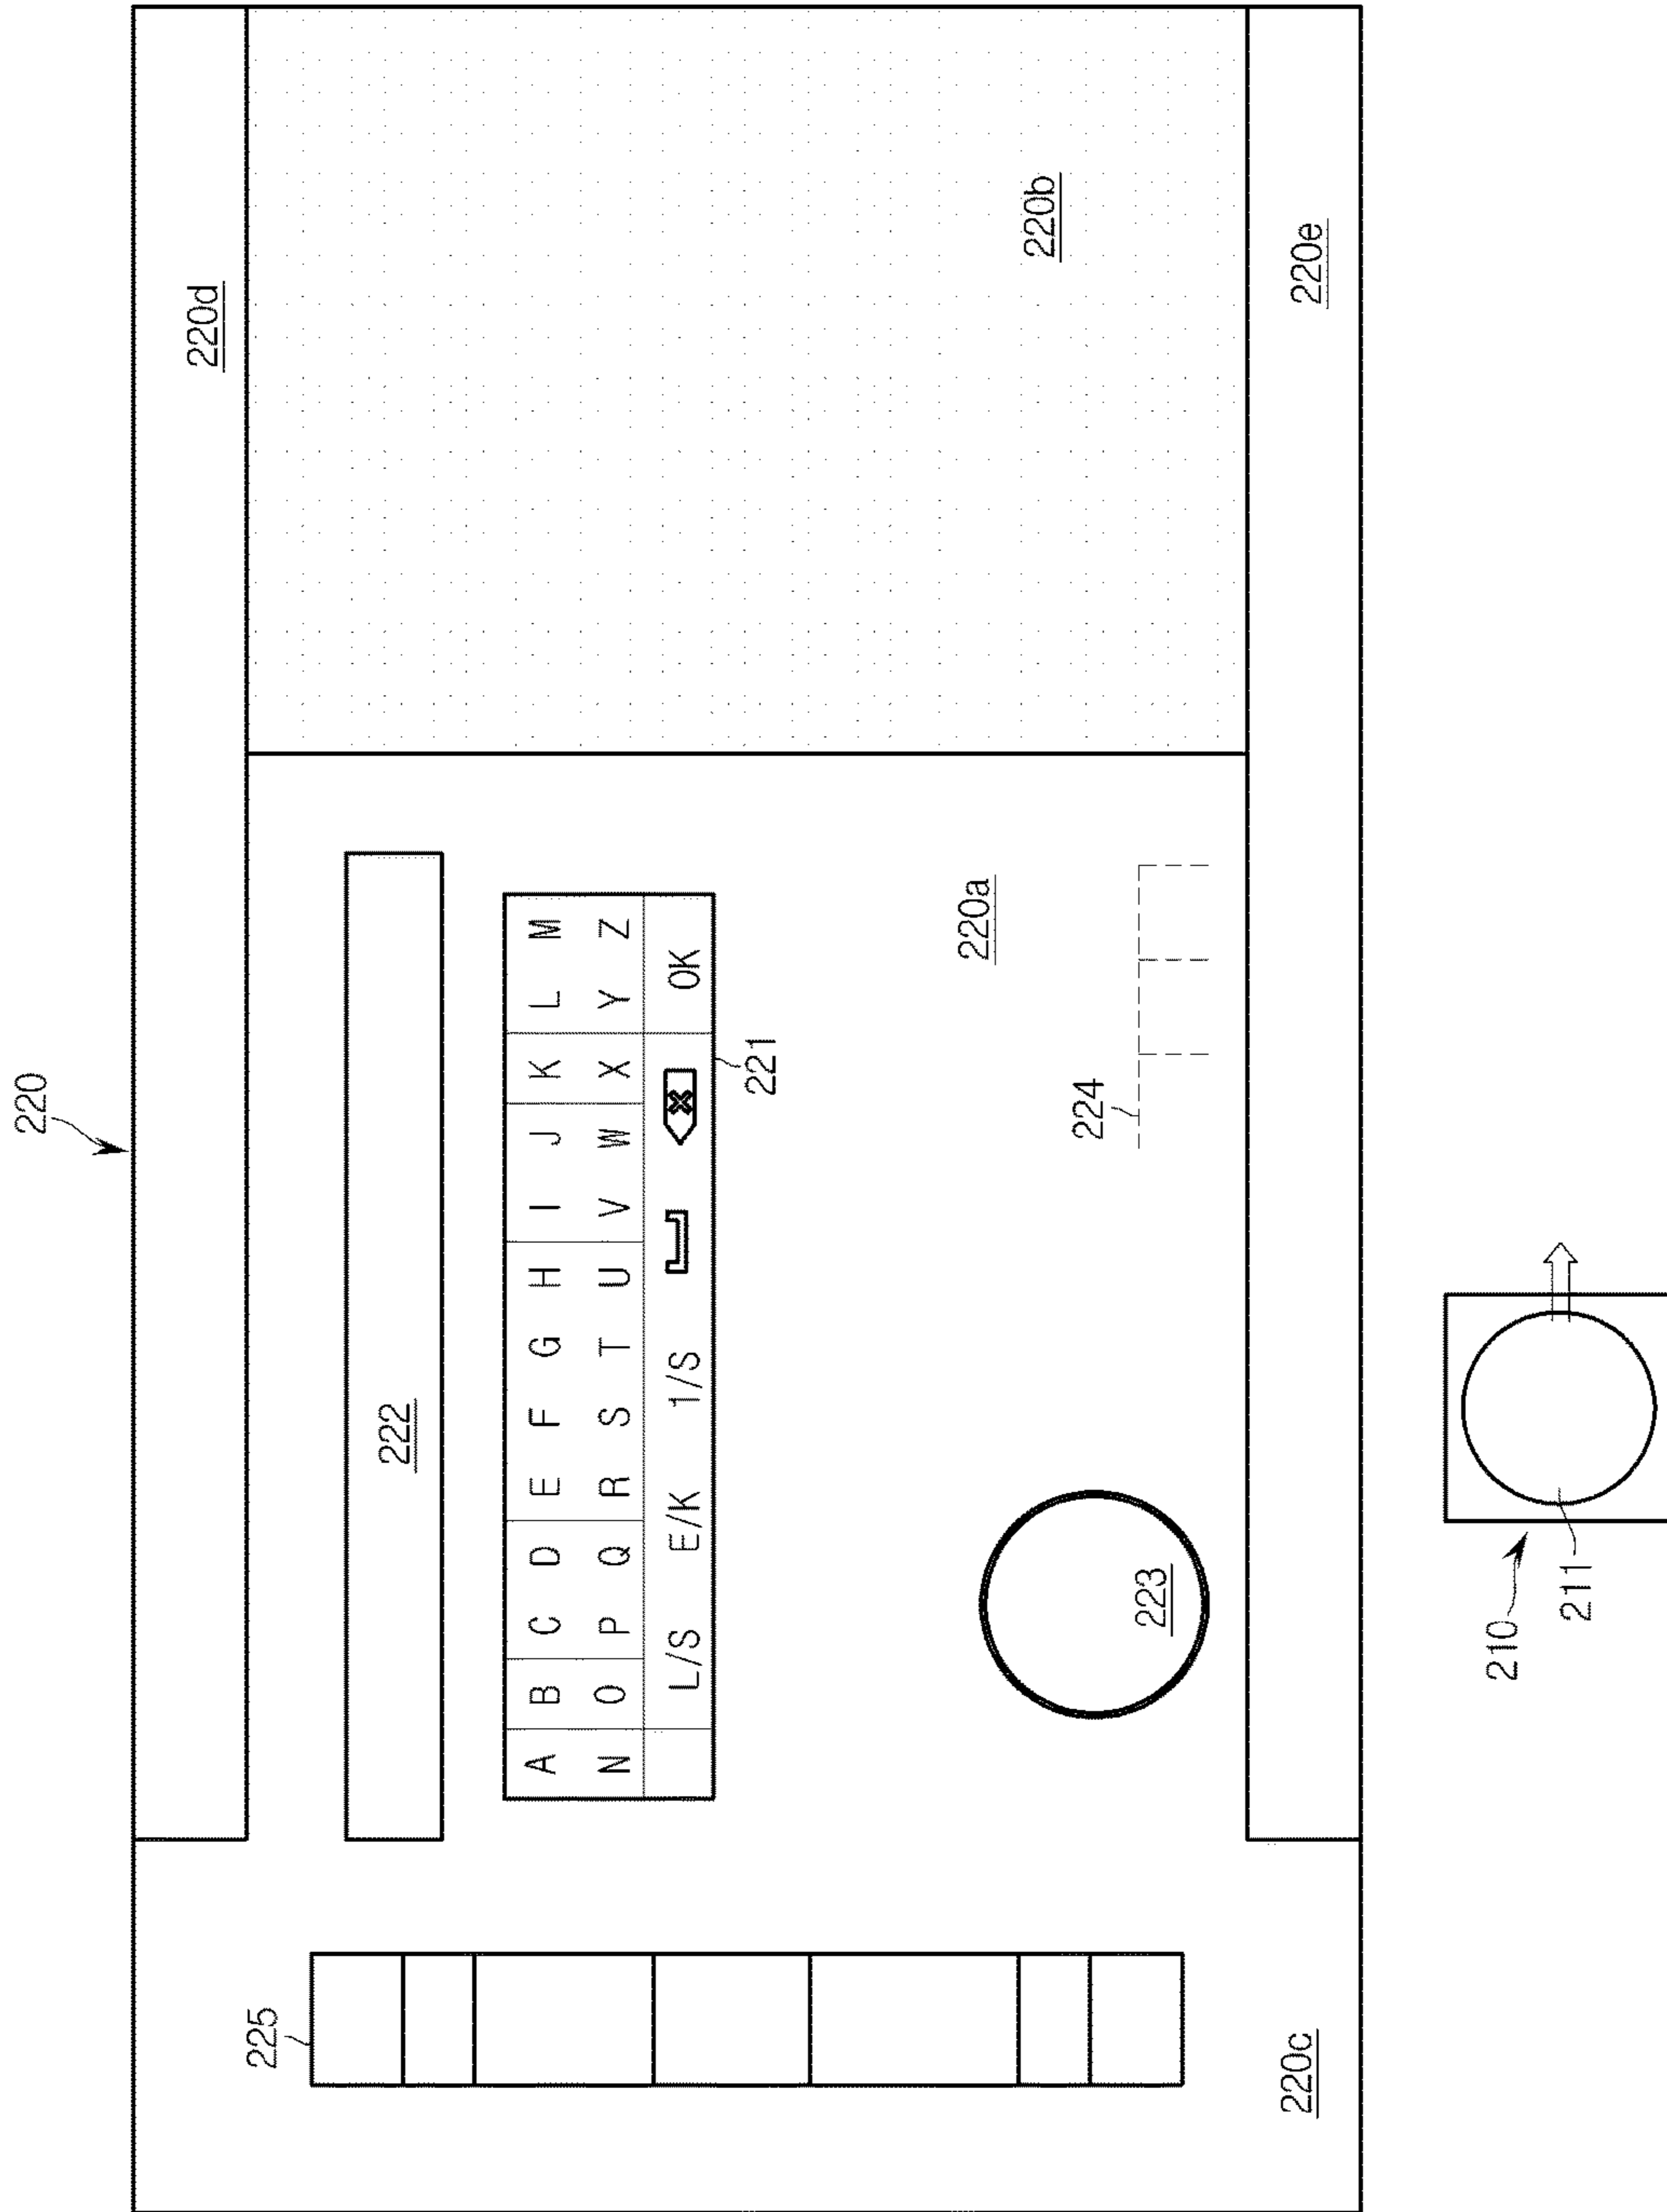 220
220d
225
222
A B C D E F G H I J K L M
N O P Q R S T U V W X Y Z
L/S E/K 1/S OK
221
220a
220b
224
223
220c
220e
210
211